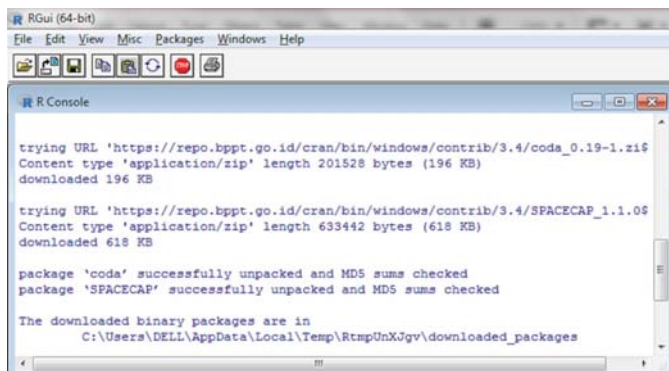 RGui (64-bit)
File Edit View Misc Packages Windows Help
STOP
R Console
trying URL 'https://repo.bppt.go.id/cran/bin/windows/contrib/3.4/coda_0.19-1.zi$
Content type 'application/zip' length 201528 bytes (196 KB)
downloaded 196 KB
trying URL 'https://repo.bppt.go.id/cran/bin/windows/contrib/3.4/SPACECAP_1.1.0$
Content type 'application/zip' length 633442 bytes (618 KB)
downloaded 618 KB
package ‘coda’ successfully unpacked and MD5 sums checked
package ‘SPACECAP’ successfully unpacked and MD5 sums checked
The downloaded binary packages are in
C:\Users\DELL\AppData\Local\Temp\RtmpUnXJgv\downloaded_packages